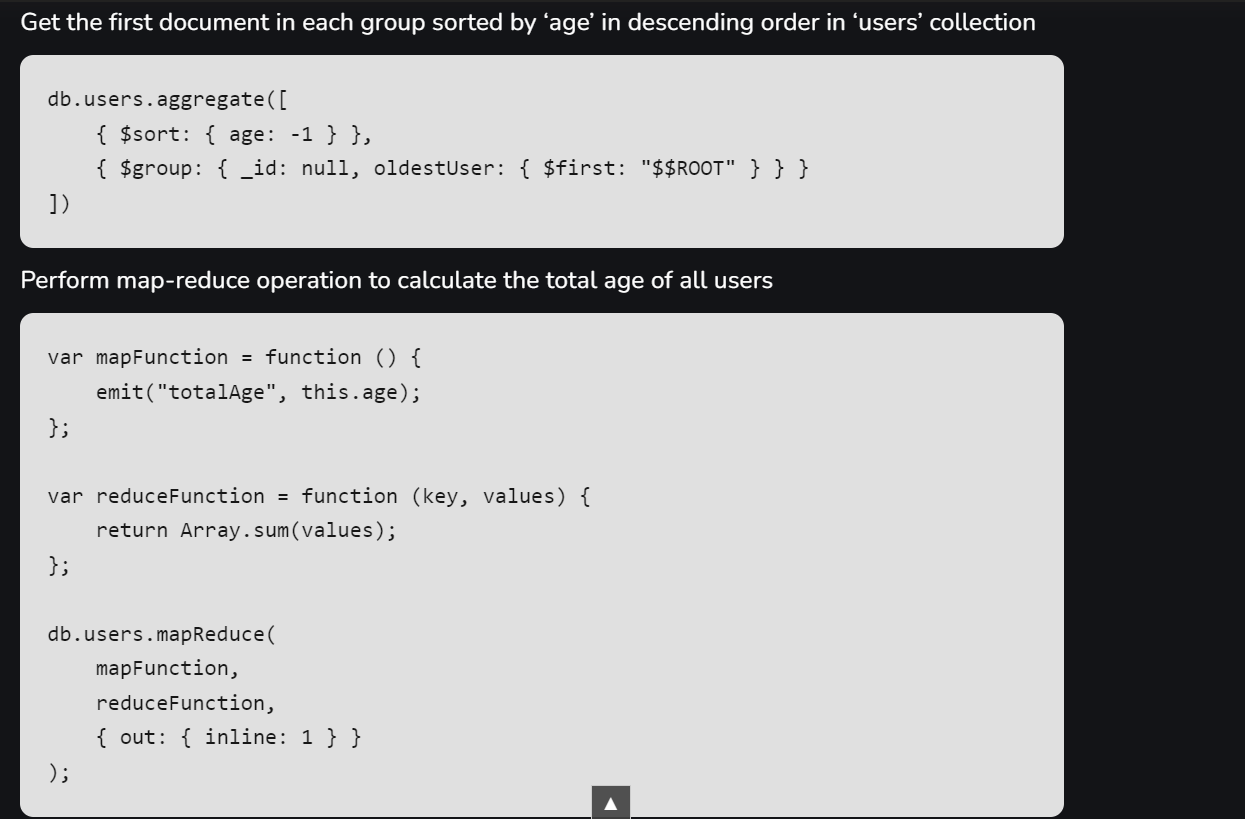 Get the first document in each group sorted by ‘age’ in descending order in ‘users’ collection
db.users.aggregate([
    { $sort: { age: -1 } },
    { $group: { _id: null, oldestUser: { $first: "$$ROOT" } } }
])
Perform map-reduce operation to calculate the total age of all users
var mapFunction = function () {
    emit("totalAge", this.age);
};
var reduceFunction = function (key, values) {
    return Array.sum(values);
};
db.users.mapReduce(
    mapFunction,
    reduceFunction,
    { out: { inline: 1 } }
);